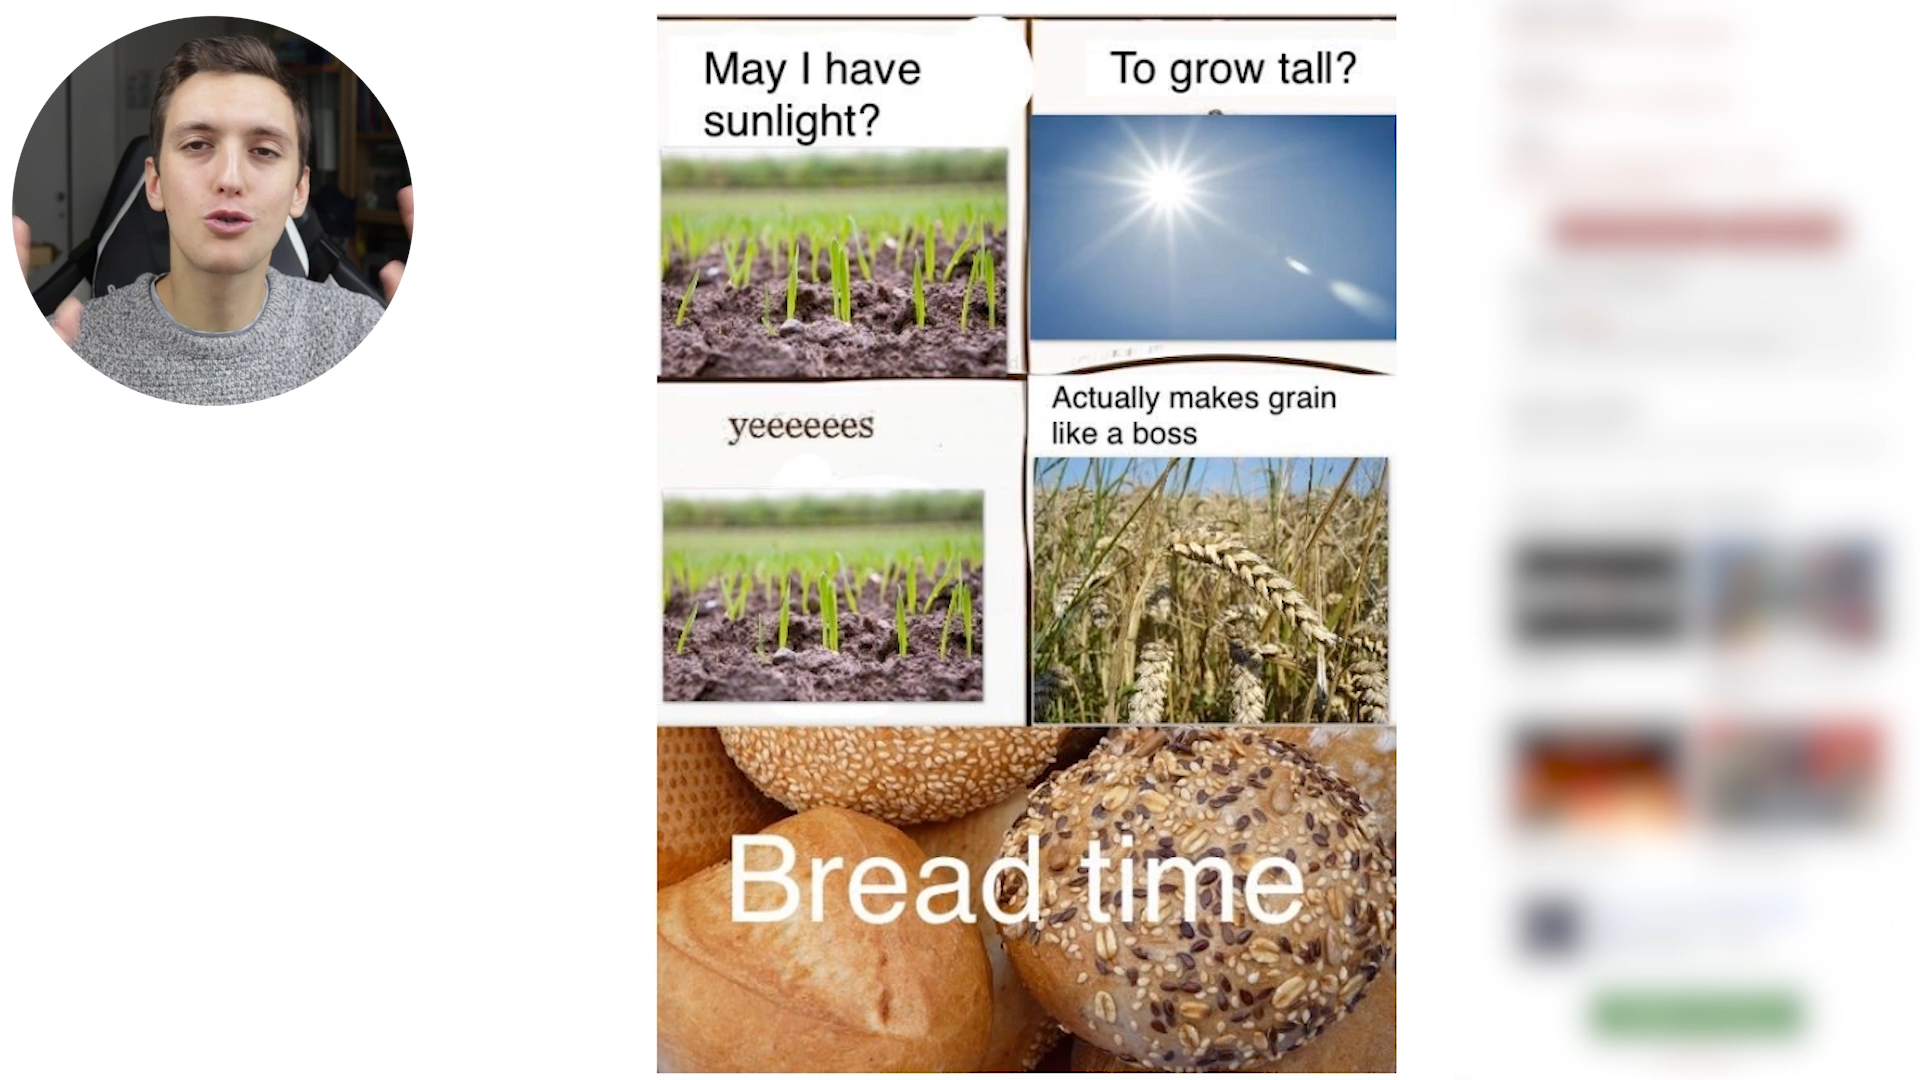 May I have
sunlight?
To grow tall?
yeeeeees
Actually makes grain
like a boss
Bread time